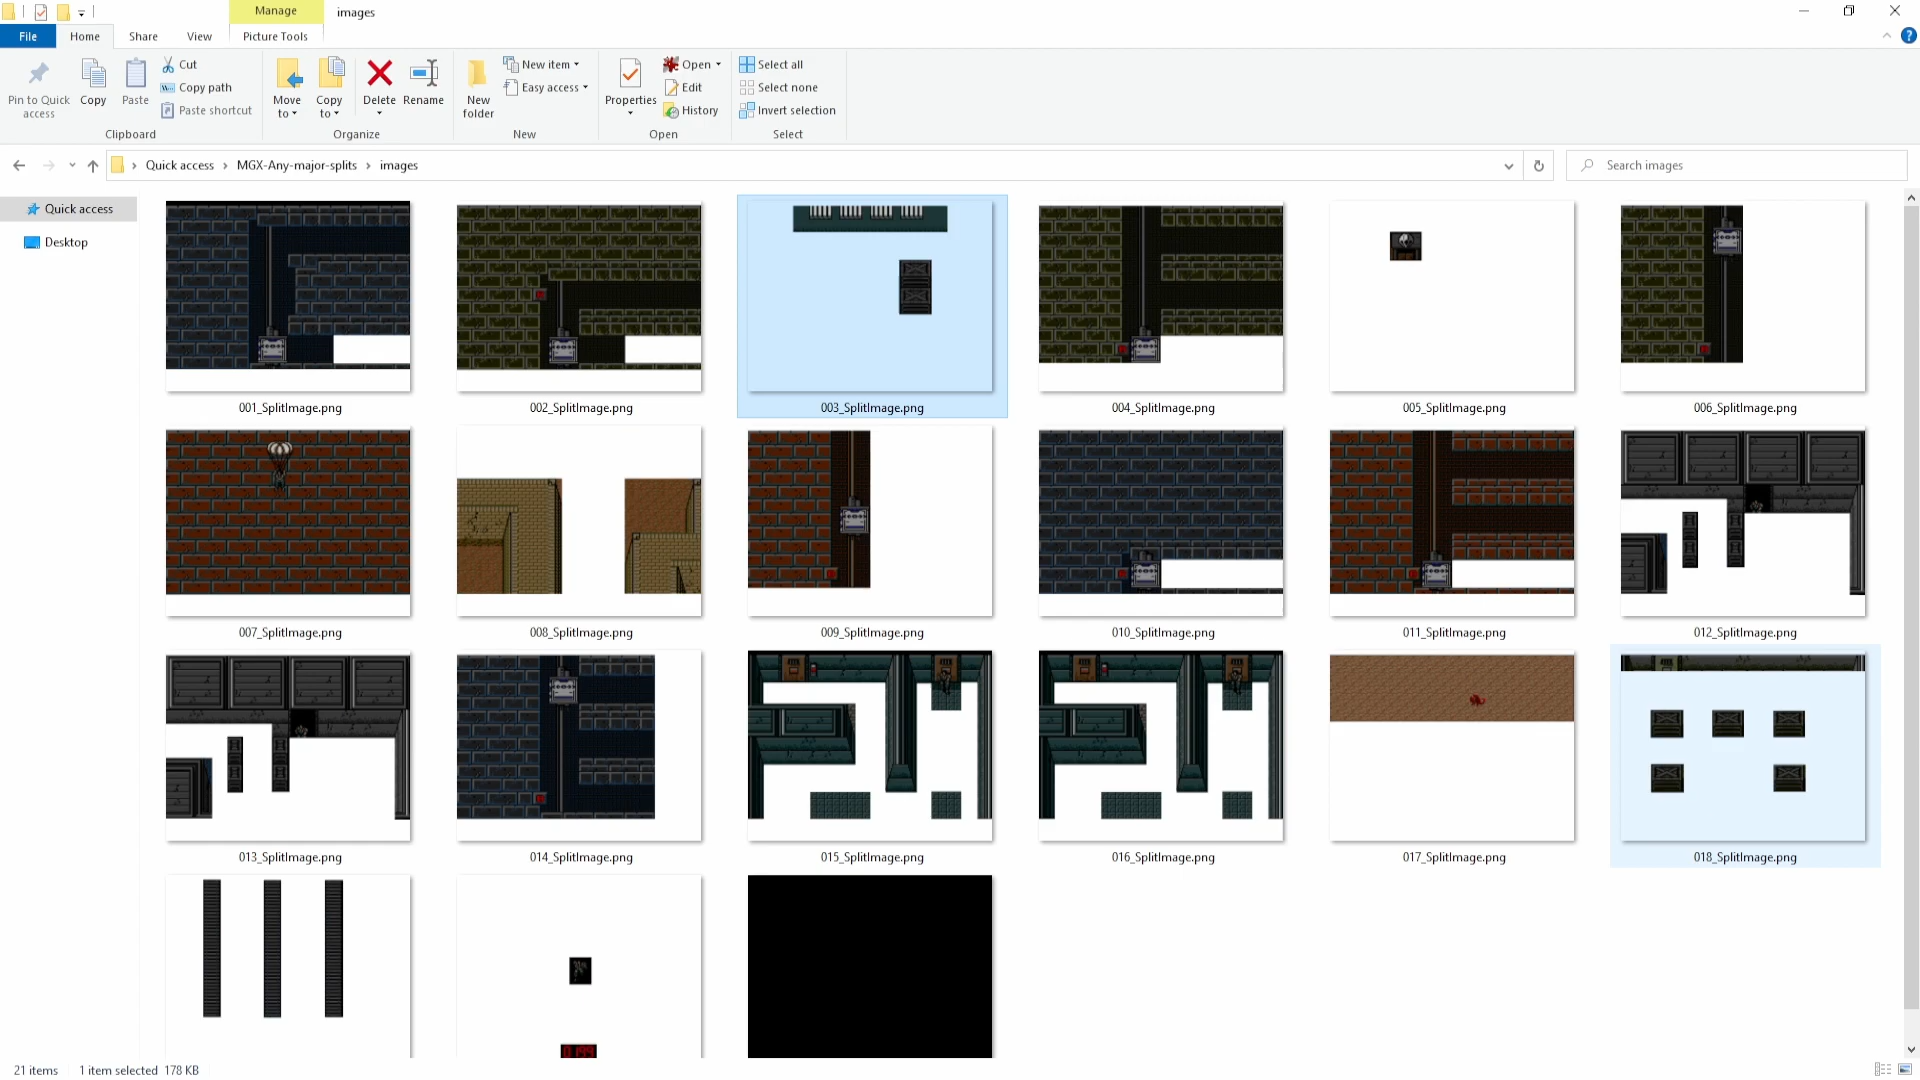 Manage
images
File
Home
Share
View
Picture Tools
Pin to Quick access
Copy
Paste
Cut
Copy path
Paste shortcut
Clipboard
Move to
Copy to
Delete
Rename
Organize
New folder
New item
Easy access
New
Properties
Open
Edit
History
Open
Select all
Select none
Invert selection
Select
Quick access > MGX-Any-major-splits > images
Search images
Quick access
Desktop
001_SplitImage.png
002_SplitImage.png
003_SplitImage.png
004_SplitImage.png
005_SplitImage.png
006_SplitImage.png
007_SplitImage.png
008_SplitImage.png
009_SplitImage.png
010_SplitImage.png
011_SplitImage.png
012_SplitImage.png
013_SplitImage.png
014_SplitImage.png
015_SplitImage.png
016_SplitImage.png
017_SplitImage.png
018_SplitImage.png
21 items
1 item selected 178 KB